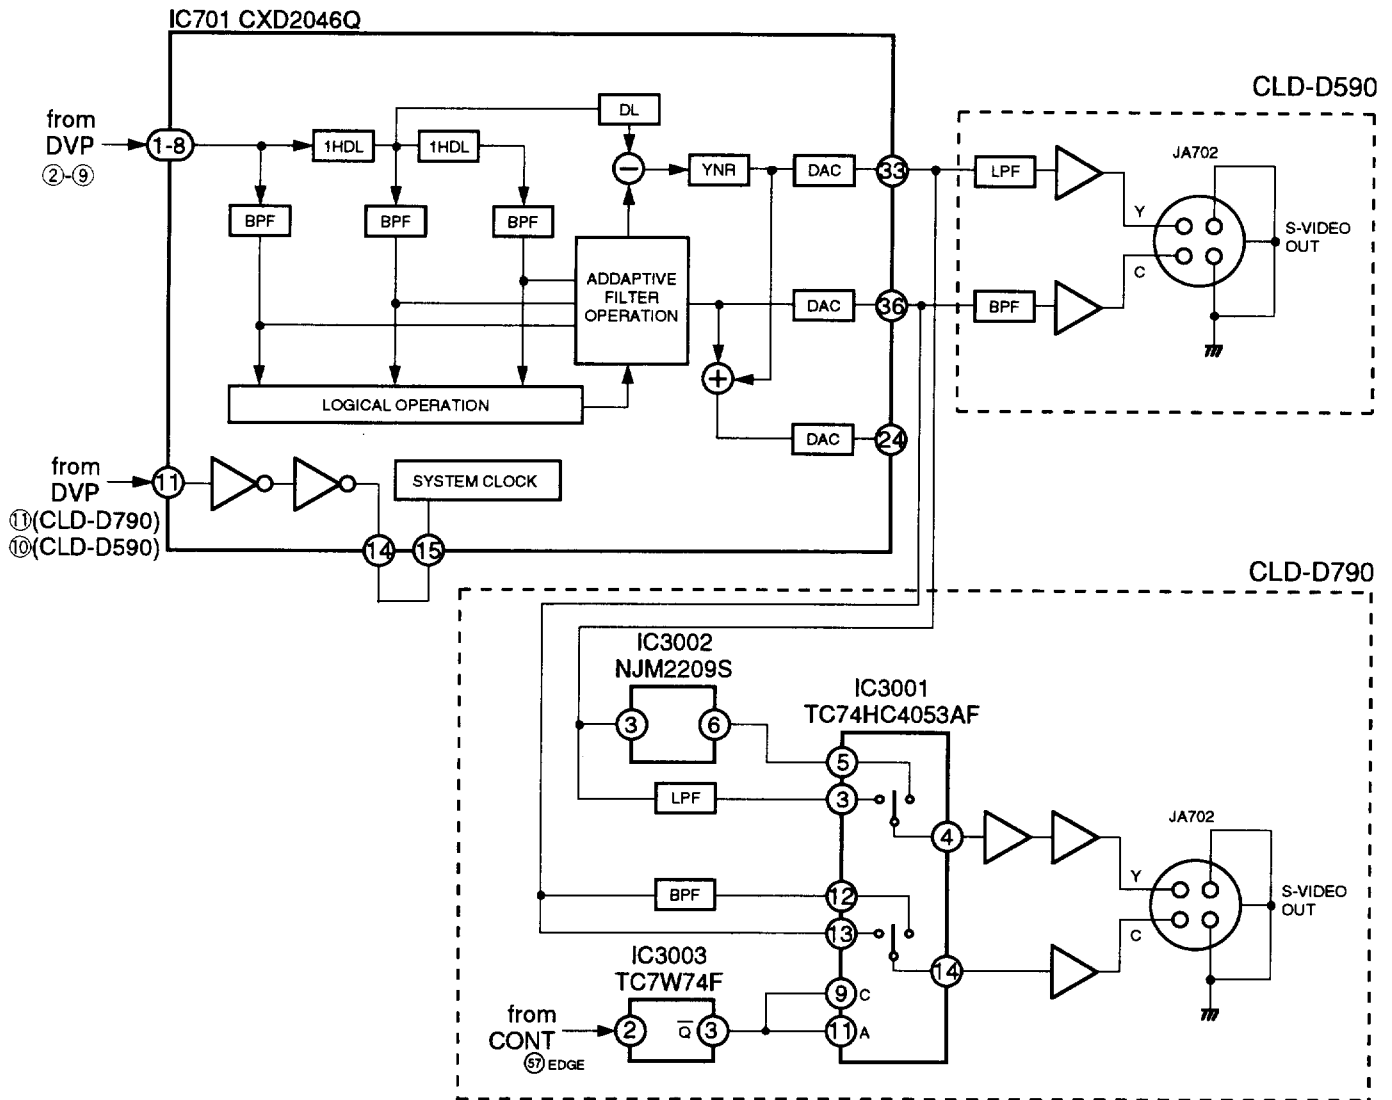 IC701 CXD2046Q
CLD-D590
from
DVP
②-⑨
1-8
1HDL
1HDL
DL
−
YNR
DAC
33
LPF
JA702
BPF
BPF
BPF
Y
S-VIDEO
OUT
C
ADDAPTIVE
FILTER
OPERATION
DAC
36
BPF
+
LOGICAL OPERATION
DAC
24
from
DVP
⑪(CLD-D790)
⑩(CLD-D590)
11
SYSTEM CLOCK
14
15
CLD-D790
IC3002
NJM2209S
3
6
IC3001
TC74HC4053AF
5
LPF
3
4
JA702
Y
S-VIDEO
OUT
C
BPF
12
13
14
IC3003
TC7W74F
from
CONT
㊼ EDGE
2
Q̅
3
9
C
11
A